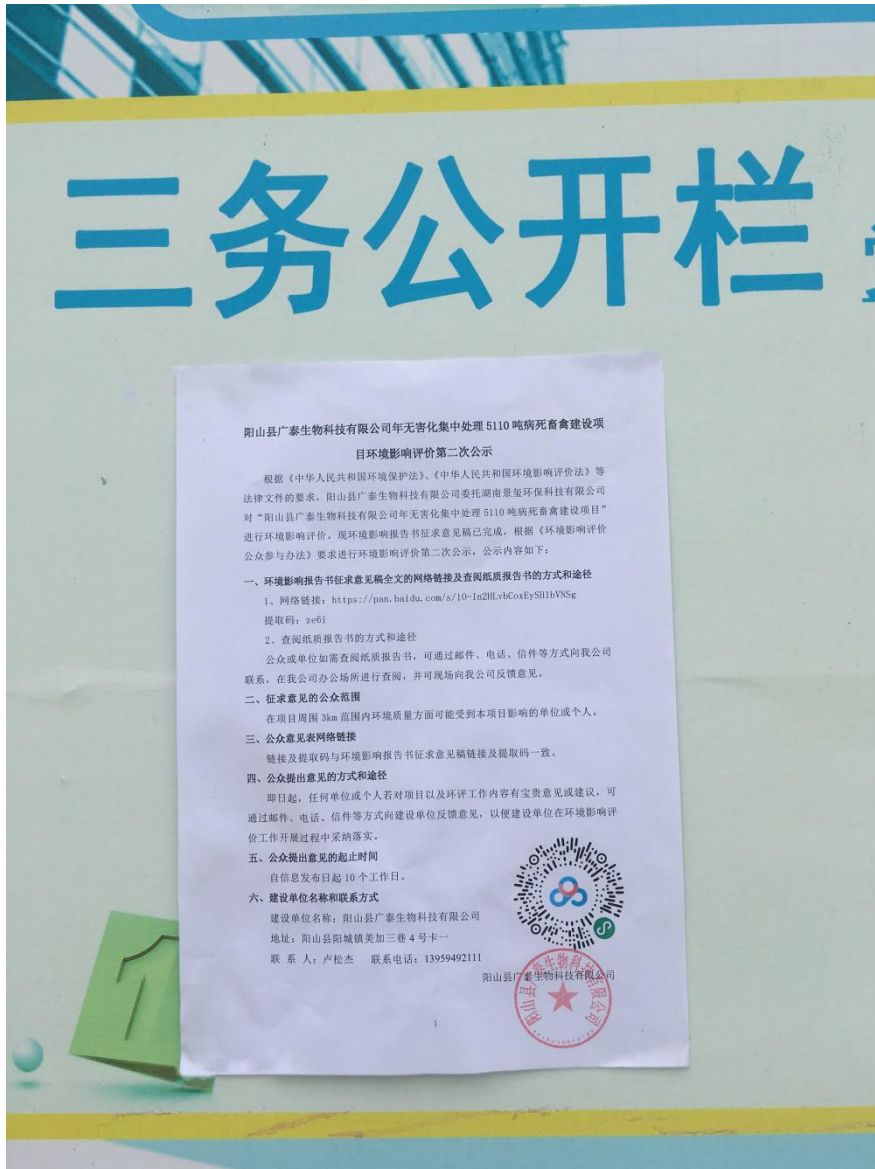 三务公开栏
阳山县广泰生物科技有限公司年无害化集中处理 5110 吨病死畜禽建设项
目环境影响评价第二次公示
根据《中华人民共和国环境保护法》、《中华人民共和国环境影响评价法》等
法律文件的要求，阳山县广泰生物科技有限公司委托湖南景玺环保科技有限公司
对“阳山县广泰生物科技有限公司年无害化集中处理 5110 吨病死畜禽建设项目”
进行环境影响评价。现环境影响报告书征求意见稿已完成，根据《环境影响评价
公众参与办法》要求进行环境影响评价第二次公示，公示内容如下：
一、环境影响报告书征求意见稿全文的网络链接及查阅纸质报告书的方式和途径
1、网络链接：https://pan.baidu.com/s/10-In2HLvbCoxEySH1bVNSg
提取码：ze6i
2、查阅纸质报告书的方式和途径
公众或单位如需查阅纸质报告书，可通过邮件、电话、信件等方式向我公司
联系，在我公司办公场所进行查阅，并可现场向我公司反馈意见。
二、征求意见的公众范围
在项目周围 3km 范围内环境质量方面可能受到本项目影响的单位或个人。
三、公众意见表网络链接
链接及提取码与环境影响报告书征求意见稿链接及提取码一致。
四、公众提出意见的方式和途径
即日起，任何单位或个人若对项目以及环评工作内容有宝贵意见或建议，可
通过邮件、电话、信件等方式向建设单位反馈意见，以便建设单位在环境影响评
价工作开展过程中采纳落实。
五、公众提出意见的起止时间
自信息发布日起 10 个工作日。
六、建设单位名称和联系方式
建设单位名称：阳山县广泰生物科技有限公司
地址：阳山县阳城镇美加三巷 4 号卡一
联 系 人：卢松杰 联系电话：13959492111
阳山县广泰生物科技有限公司
阳山县广泰生物科技有限公司
1
1